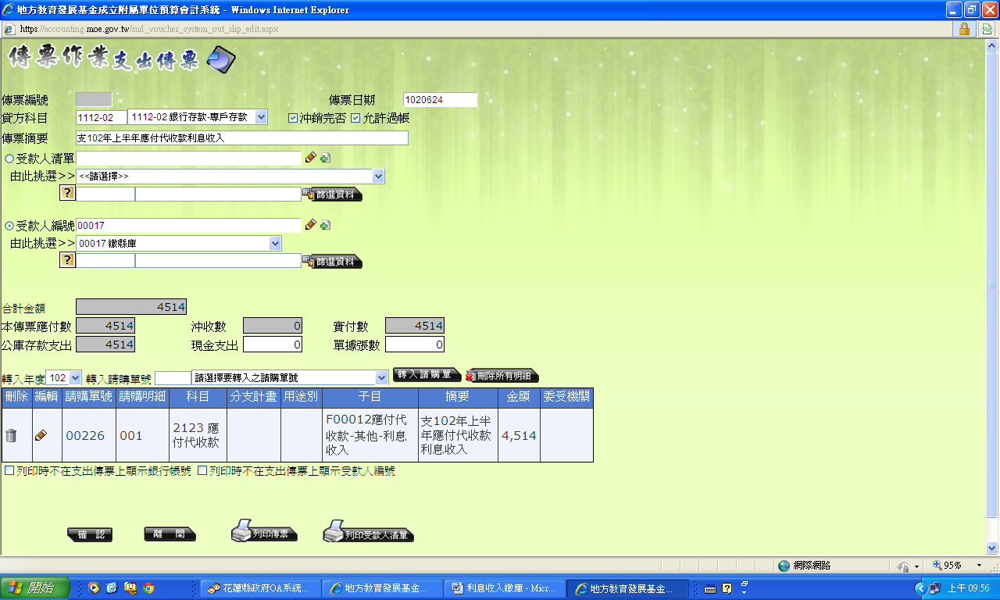 地方教育發展基金成立附屬單位預算會計系統 - Windows Internet Explorer
https://accounting.moe.gov.tw/snd_voucher_system_out_slip_edit.aspx
傳票作業支出傳票
傳票編號 傳票日期 1020624
貸方科目 1112-02 1112-02 銀行存款-專戶存款 沖銷完否 允許過帳
傳票摘要 支102年上半年應付代收款利息收入
受款人清單
由此挑選>> <<請選擇>>
? 篩選資料
受款人編號 00017
由此挑選>> 00017 繳縣庫
? 篩選資料
合計金額 4514
本傳票應付數 4514 沖收數 0 實付數 4514
公庫存款支出 4514 現金支出 0 單據張數 0
轉入年度 102 轉入請購單號 請選擇要轉入之請購單號 轉入請購單 刪除所有明細
刪除 編輯 請購單號 請購明細 科目 分支計畫 用途別 子目 摘要 金額 委受機關
00226 001 2123 應付代收款 F00012應付代收款-其他-利息收入 支102年上半年應付代收款利息收入 4,514
列印時不在支出傳票上顯示銀行帳號 列印時不在支出傳票上顯示受款人編號
確認 離開 列印傳票 列印受款人清單
網際網路 95%
開始 花蓮縣政府OA系統... 地方教育發展基金... 利息收入繳庫 - Micr... 地方教育發展基金... 上午 09:56